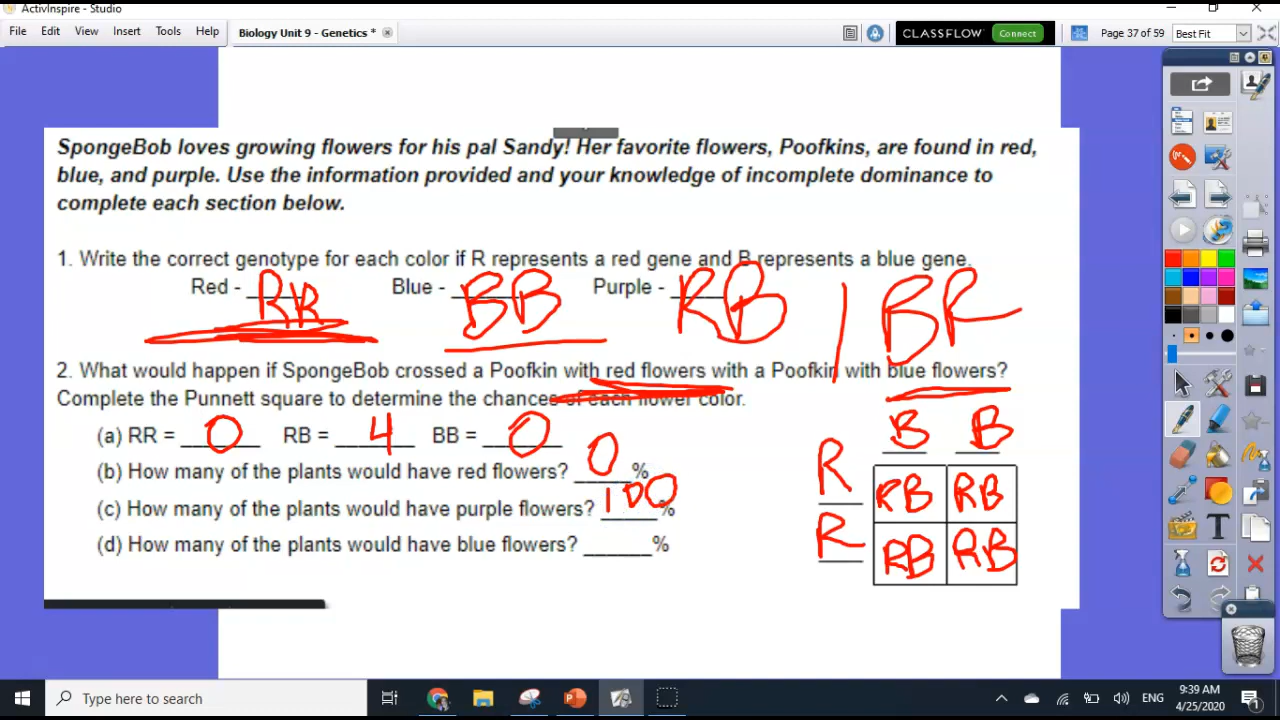 ActivInspire - Studio
File Edit View Insert Tools Help Biology Unit 9 - Genetics * CLASSFLOW Connect Page 37 of 59 Best Fit
SpongeBob loves growing flowers for his pal Sandy! Her favorite flowers, Poofkins, are found in red,
blue, and purple. Use the information provided and your knowledge of incomplete dominance to
complete each section below.
1. Write the correct genotype for each color if R represents a red gene and B represents a blue gene.
Red - RR Blue - BB Purple - RB | BR
2. What would happen if SpongeBob crossed a Poofkin with red flowers with a Poofkin with blue flowers?
Complete the Punnett square to determine the chances of each flower color.
B B
(a) RR = 0 RB = 4 BB = 0
(b) How many of the plants would have red flowers? 0 %
R RB RB
(c) How many of the plants would have purple flowers? 100 %
(d) How many of the plants would have blue flowers? ______%
R RB RB
Type here to search
ENG
9:39 AM
4/25/2020
1